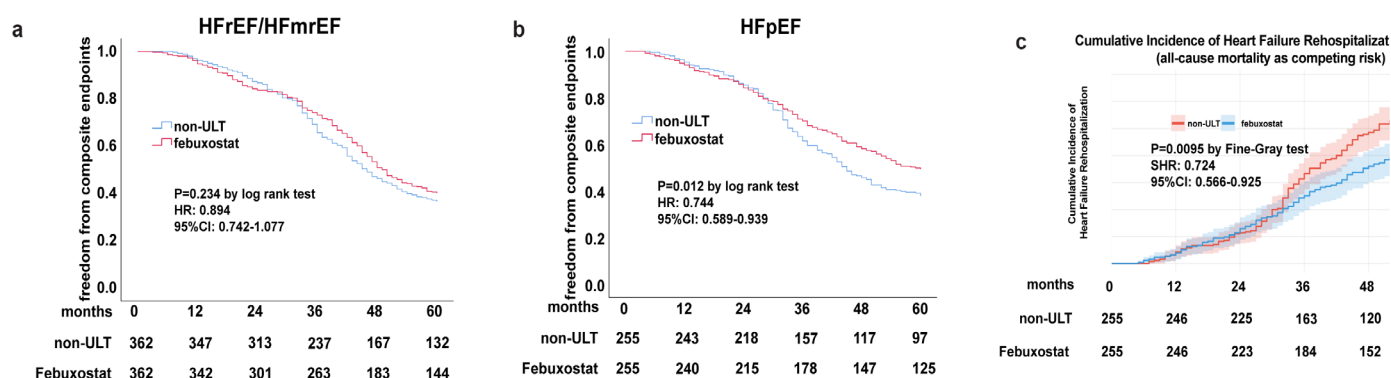 a
HFrEF/HFmrEF
freedom from composite endpoints
1.0
0.8
0.6
0.4
0.2
0.0
non-ULT
febuxostat
P=0.234 by log rank test
HR: 0.894
95%CI: 0.742-1.077
months 0 12 24 36 48 60
non-ULT 362 347 313 237 167 132
Febuxostat 362 342 301 263 183 144
b
HFpEF
freedom from composite endpoints
1.0
0.8
0.6
0.4
0.2
0.0
non-ULT
febuxostat
P=0.012 by log rank test
HR: 0.744
95%CI: 0.589-0.939
months 0 12 24 36 48 60
non-ULT 255 243 218 157 117 97
Febuxostat 255 240 215 178 147 125
c
Cumulative Incidence of Heart Failure Rehospitalizat
(all-cause mortality as competing risk)
Cumulative Incidence of
Heart Failure Rehospitalization
non-ULT febuxostat
P=0.0095 by Fine-Gray test
SHR: 0.724
95%CI: 0.566-0.925
months 0 12 24 36 48
non-ULT 255 246 225 163 120
Febuxostat 255 246 223 184 152